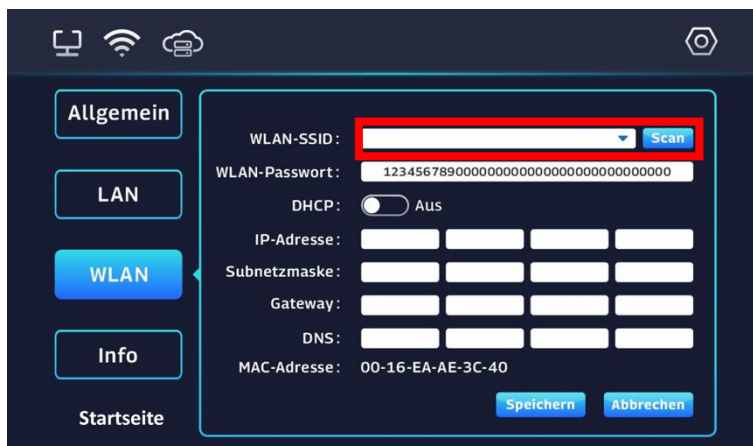 Allgemein
LAN
WLAN
Info
Startseite
WLAN-SSID: Scan
WLAN-Passwort: 1234567890000000000000000000000000
DHCP: Aus
IP-Adresse:
Subnetzmaske:
Gateway:
DNS:
MAC-Adresse: 00-16-EA-AE-3C-40
Speichern Abbrechen